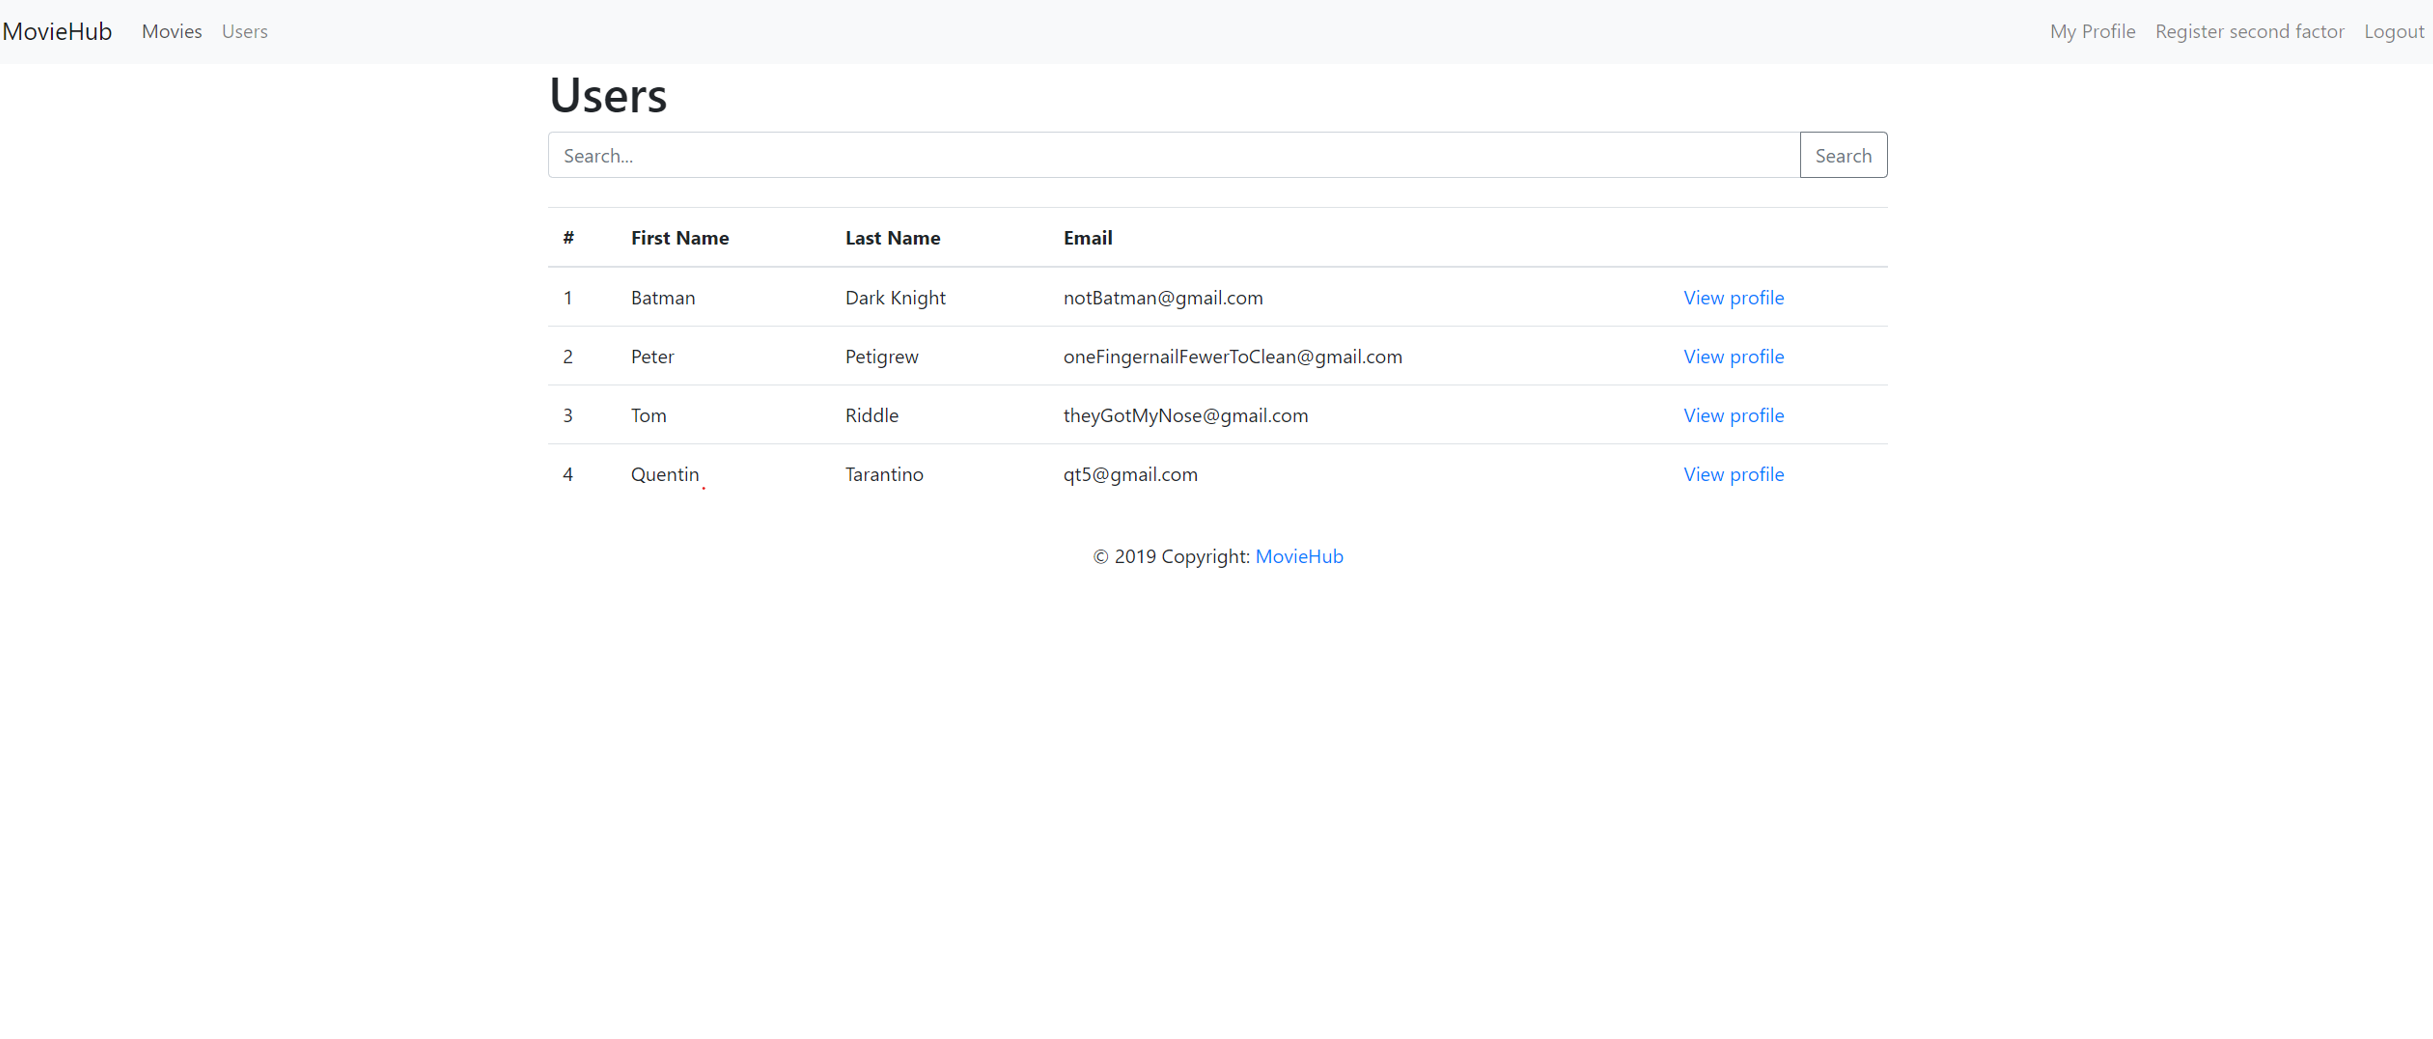 MovieHub Movies Users My Profile Register second factor Logout
Users
Search... Search
# First Name Last Name Email
1 Batman Dark Knight notBatman@gmail.com View profile
2 Peter Petigrew oneFingernailFewerToClean@gmail.com View profile
3 Tom Riddle theyGotMyNose@gmail.com View profile
4 Quentin Tarantino qt5@gmail.com View profile
© 2019 Copyright: MovieHub